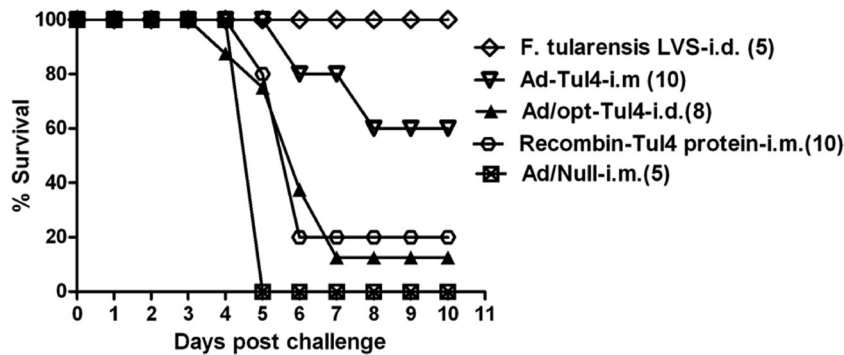 % Survival
100
80
60
40
20
0
0 1 2 3 4 5 6 7 8 9 10 11
Days post challenge
F. tularensis LVS-i.d. (5)
Ad-Tul4-i.m (10)
Ad/opt-Tul4-i.d.(8)
Recombin-Tul4 protein-i.m.(10)
Ad/Null-i.m.(5)